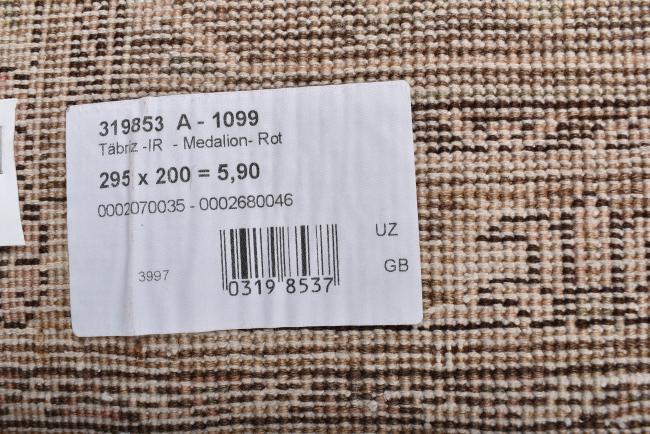 319853 A - 1099
Täbriz -IR - Medalion- Rot
295 x 200 = 5,90
0002070035 - 0002680046
UZ
3997
0319 8537
GB